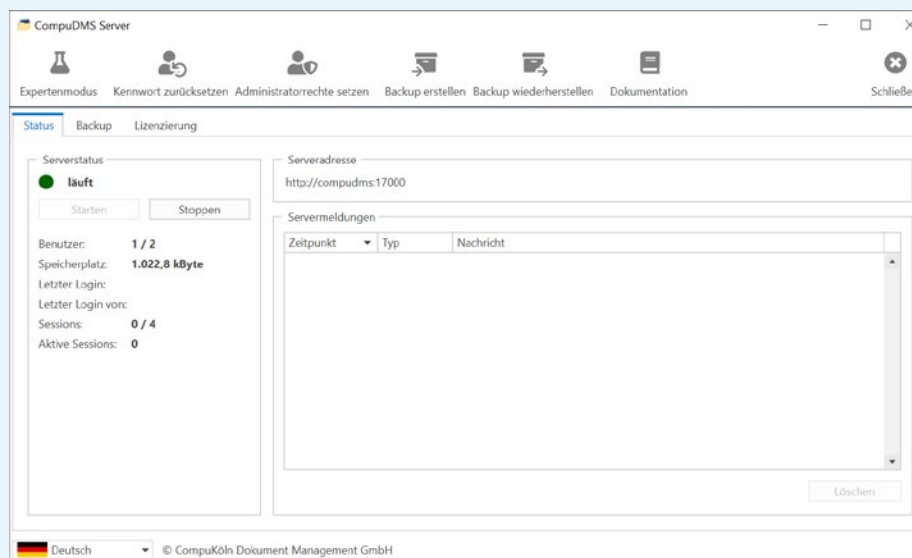 CompuDMS Server
Expertenmodus Kennwort zurücksetzen Administratorrechte setzen Backup erstellen Backup wiederherstellen Dokumentation Schließe
Status Backup Lizenzierung
Serverstatus
läuft
Starten Stoppen
Benutzer: 1 / 2
Speicherplatz: 1.022,8 kByte
Letzter Login:
Letzter Login von:
Sessions: 0 / 4
Aktive Sessions: 0
Serveradresse
http://compudms:17000
Servermeldungen
Zeitpunkt Typ Nachricht
Löschen
Deutsch © CompuKöln Dokument Management GmbH